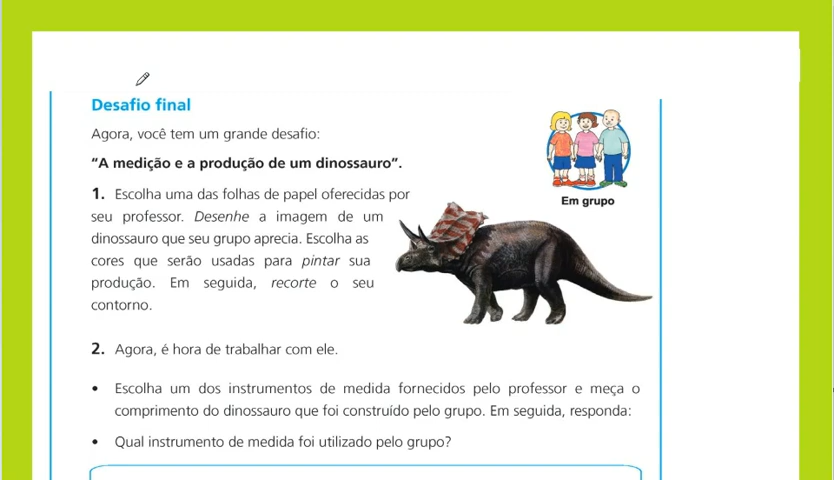 Desafio final
Agora, você tem um grande desafio:
“A medição e a produção de um dinossauro”.
Em grupo
1. Escolha uma das folhas de papel oferecidas por
seu professor. Desenhe a imagem de um
dinossauro que seu grupo aprecia. Escolha as
cores que serão usadas para pintar sua
produção. Em seguida, recorte o seu
contorno.
2. Agora, é hora de trabalhar com ele.
• Escolha um dos instrumentos de medida fornecidos pelo professor e meça o
comprimento do dinossauro que foi construído pelo grupo. Em seguida, responda:
• Qual instrumento de medida foi utilizado pelo grupo?